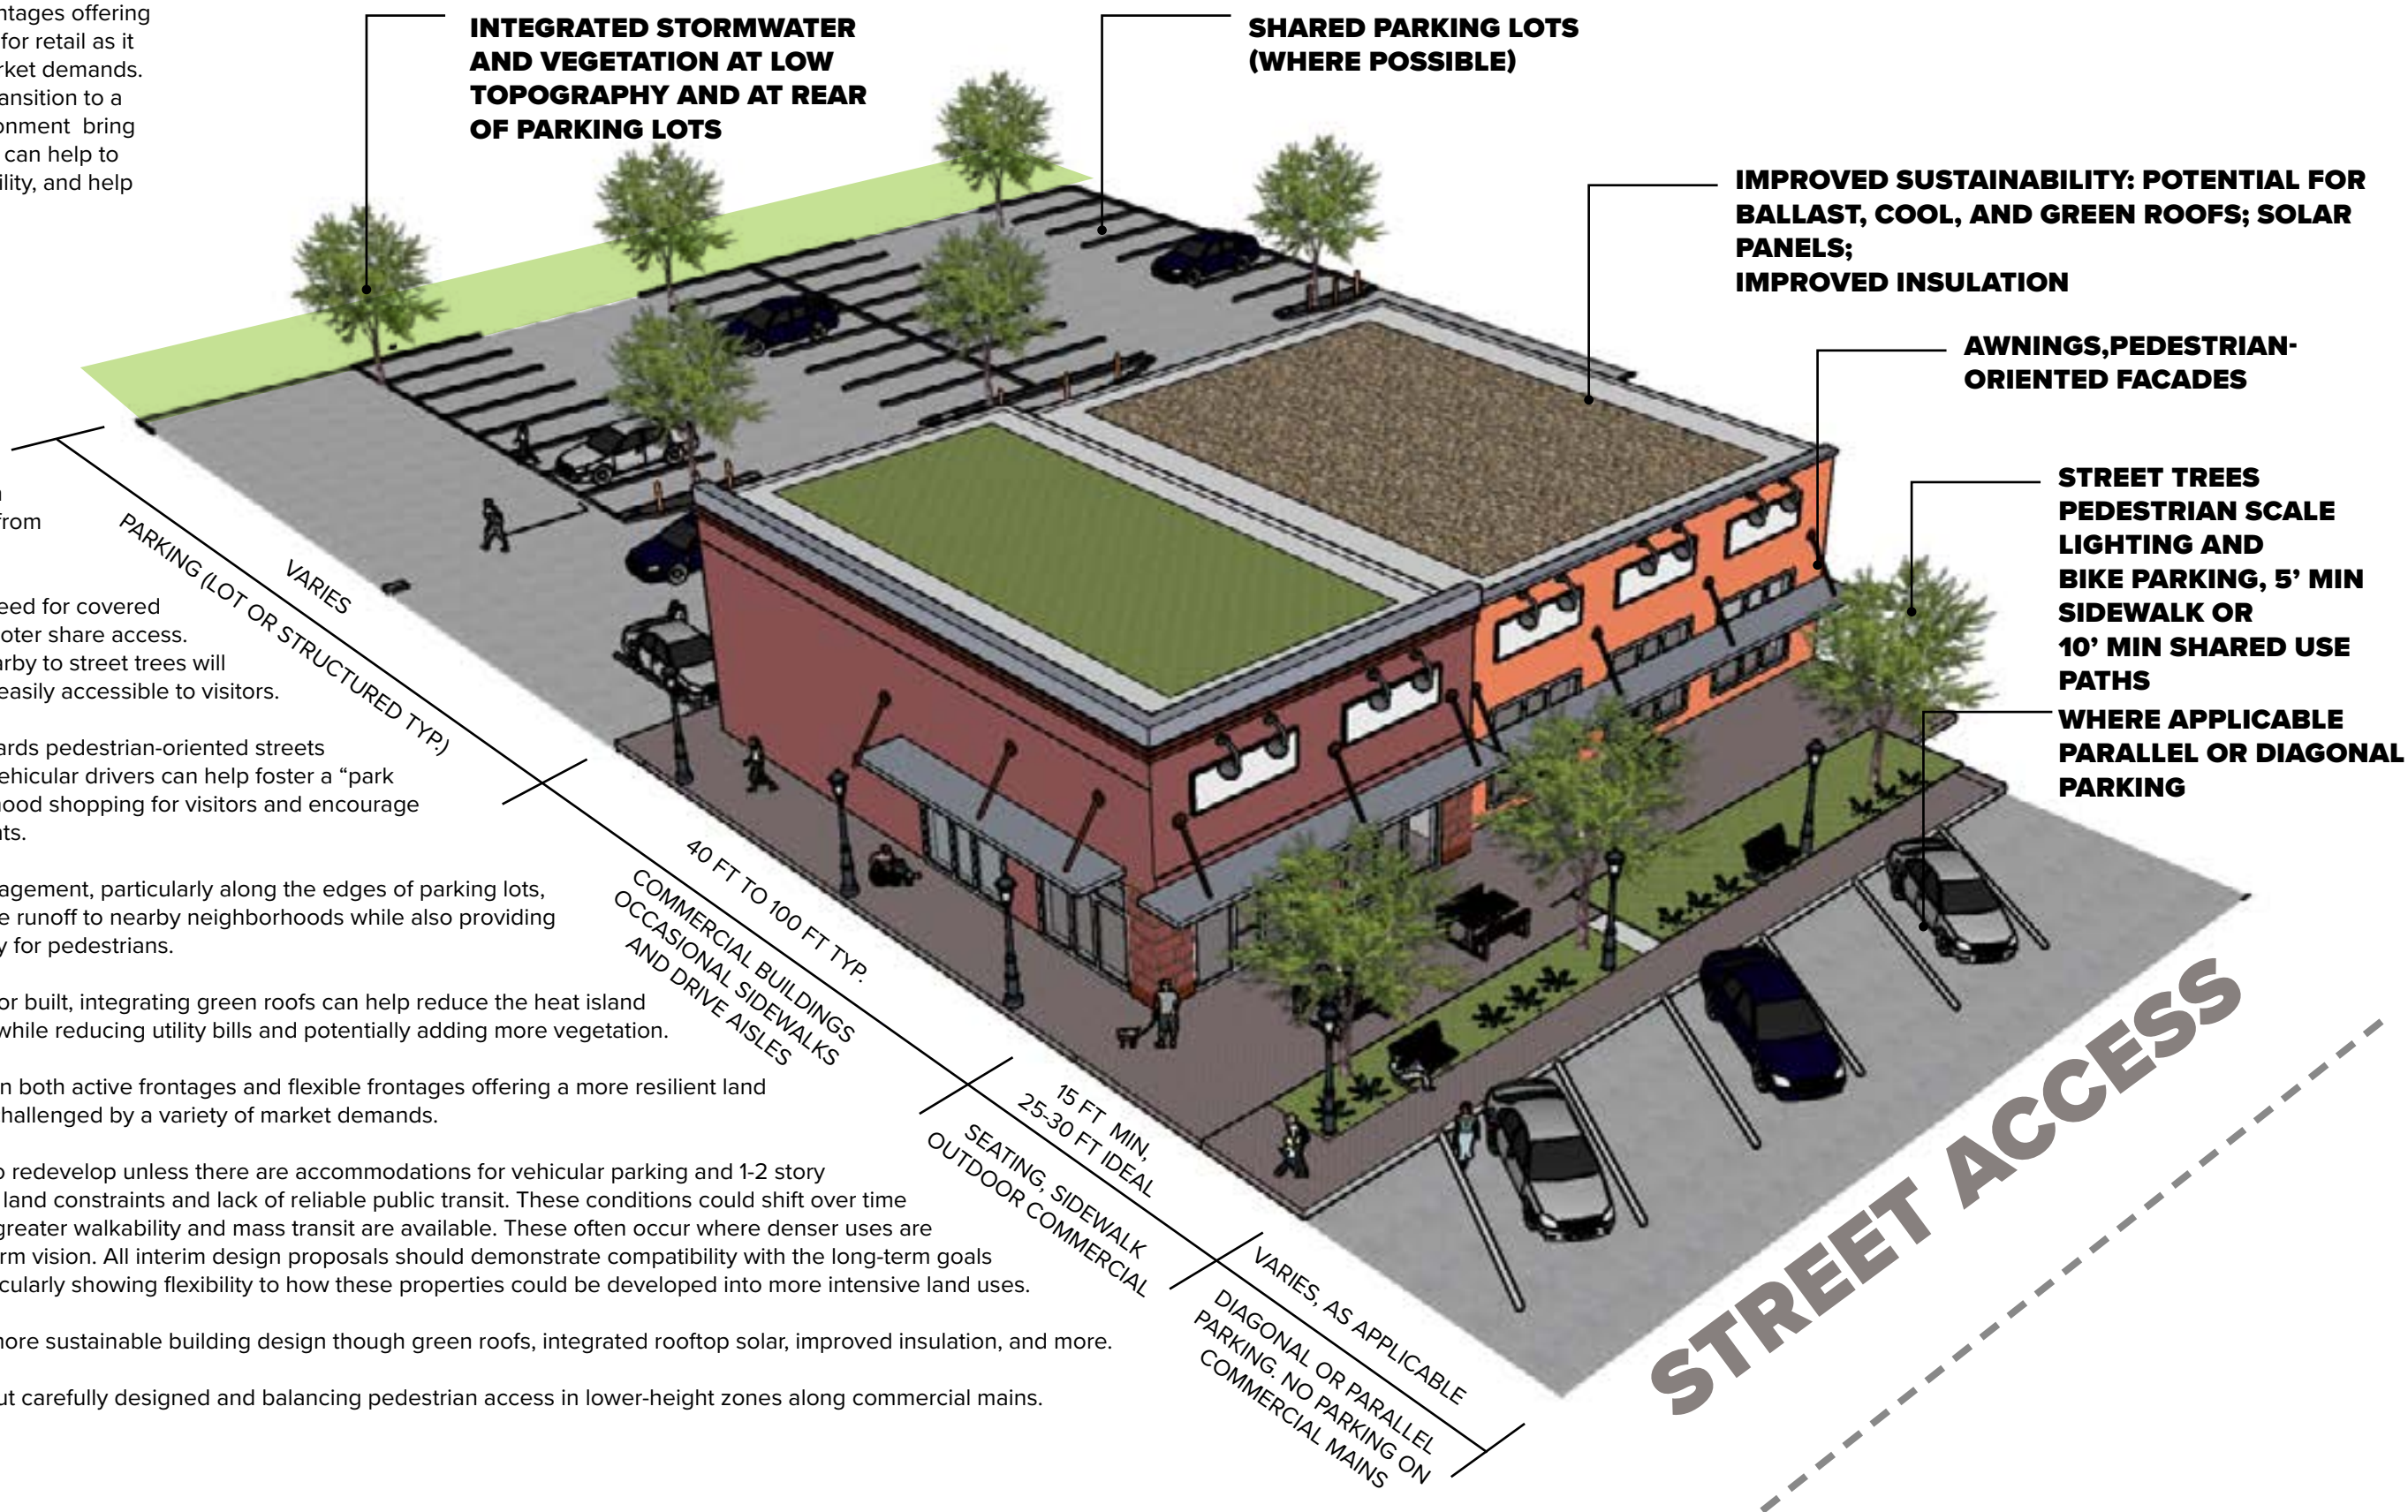 ntages offering
for retail as it
rket demands.
ansition to a
onment bring
can help to
ility, and help
from
eed for covered
oter share access.
arby to street trees will
easily accessible to visitors.
ards pedestrian-oriented streets
ehicular drivers can help foster a “park
hood shopping for visitors and encourage
nts.
agement, particularly along the edges of parking lots,
e runoff to nearby neighborhoods while also providing
y for pedestrians.
or built, integrating green roofs can help reduce the heat island
while reducing utility bills and potentially adding more vegetation.
n both active frontages and flexible frontages offering a more resilient land
hallenged by a variety of market demands.
o redevelop unless there are accommodations for vehicular parking and 1-2 story
land constraints and lack of reliable public transit. These conditions could shift over time
greater walkability and mass transit are available. These often occur where denser uses are
rm vision. All interim design proposals should demonstrate compatibility with the long-term goals
icularly showing flexibility to how these properties could be developed into more intensive land uses.
more sustainable building design though green roofs, integrated rooftop solar, improved insulation, and more.
ut carefully designed and balancing pedestrian access in lower-height zones along commercial mains.
INTEGRATED STORMWATER
AND VEGETATION AT LOW
TOPOGRAPHY AND AT REAR
OF PARKING LOTS
SHARED PARKING LOTS
(WHERE POSSIBLE)
IMPROVED SUSTAINABILITY: POTENTIAL FOR
BALLAST, COOL, AND GREEN ROOFS; SOLAR
PANELS;
IMPROVED INSULATION
AWNINGS,PEDESTRIAN-
ORIENTED FACADES
STREET TREES
PEDESTRIAN SCALE
LIGHTING AND
BIKE PARKING, 5’ MIN
SIDEWALK OR
10’ MIN SHARED USE
PATHS
WHERE APPLICABLE
PARALLEL OR DIAGONAL
PARKING
VARIES
PARKING (LOT OR STRUCTURED TYP.)
40 FT TO 100 FT TYP.
COMMERCIAL BUILDINGS
OCCASIONAL SIDEWALKS
AND DRIVE AISLES
15 FT MIN,
25-30 FT IDEAL
SEATING, SIDEWALK
OUTDOOR COMMERCIAL
VARIES, AS APPLICABLE
DIAGONAL OR PARALLEL
PARKING. NO PARKING ON
COMMERCIAL MAINS
STREET ACCESS